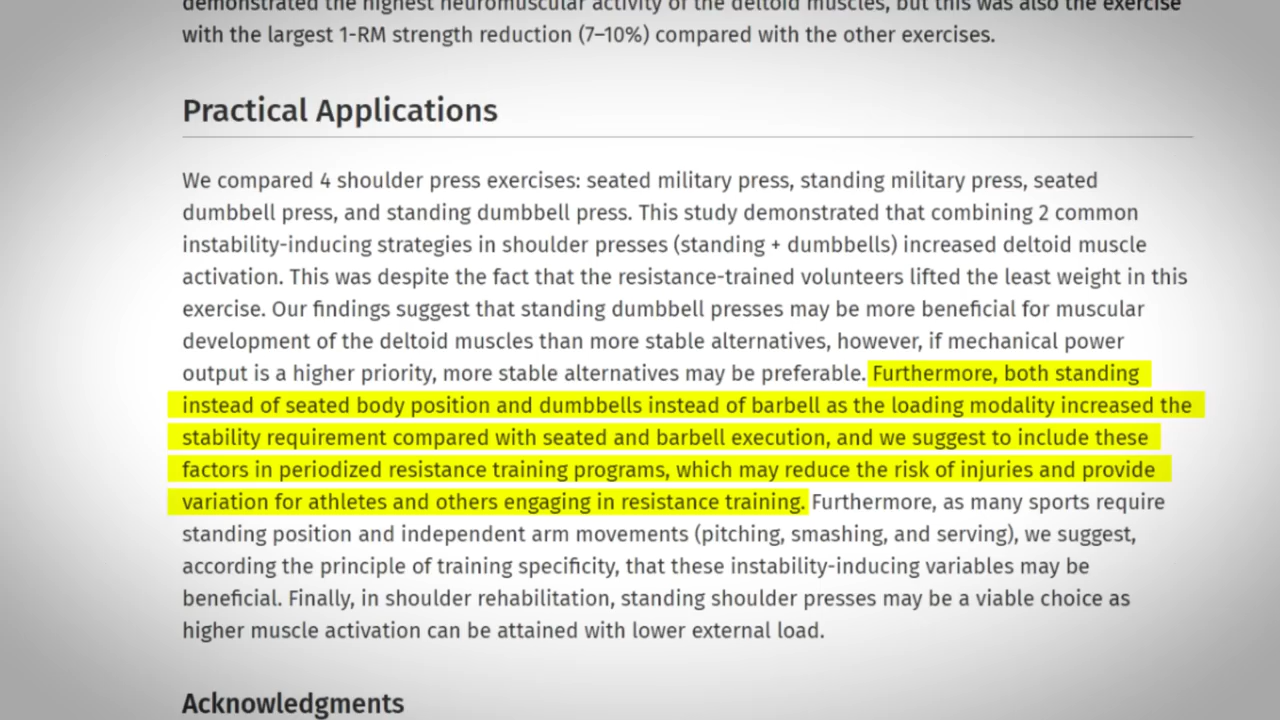 demonstrated the highest neuromuscular activity of the deltoid muscles, but this was also the exercise
with the largest 1-RM strength reduction (7–10%) compared with the other exercises.
Practical Applications
We compared 4 shoulder press exercises: seated military press, standing military press, seated
dumbbell press, and standing dumbbell press. This study demonstrated that combining 2 common
instability-inducing strategies in shoulder presses (standing + dumbbells) increased deltoid muscle
activation. This was despite the fact that the resistance-trained volunteers lifted the least weight in this
exercise. Our findings suggest that standing dumbbell presses may be more beneficial for muscular
development of the deltoid muscles than more stable alternatives, however, if mechanical power
output is a higher priority, more stable alternatives may be preferable. Furthermore, both standing
instead of seated body position and dumbbells instead of barbell as the loading modality increased the
stability requirement compared with seated and barbell execution, and we suggest to include these
factors in periodized resistance training programs, which may reduce the risk of injuries and provide
variation for athletes and others engaging in resistance training. Furthermore, as many sports require
standing position and independent arm movements (pitching, smashing, and serving), we suggest,
according the principle of training specificity, that these instability-inducing variables may be
beneficial. Finally, in shoulder rehabilitation, standing shoulder presses may be a viable choice as
higher muscle activation can be attained with lower external load.
Acknowledgments